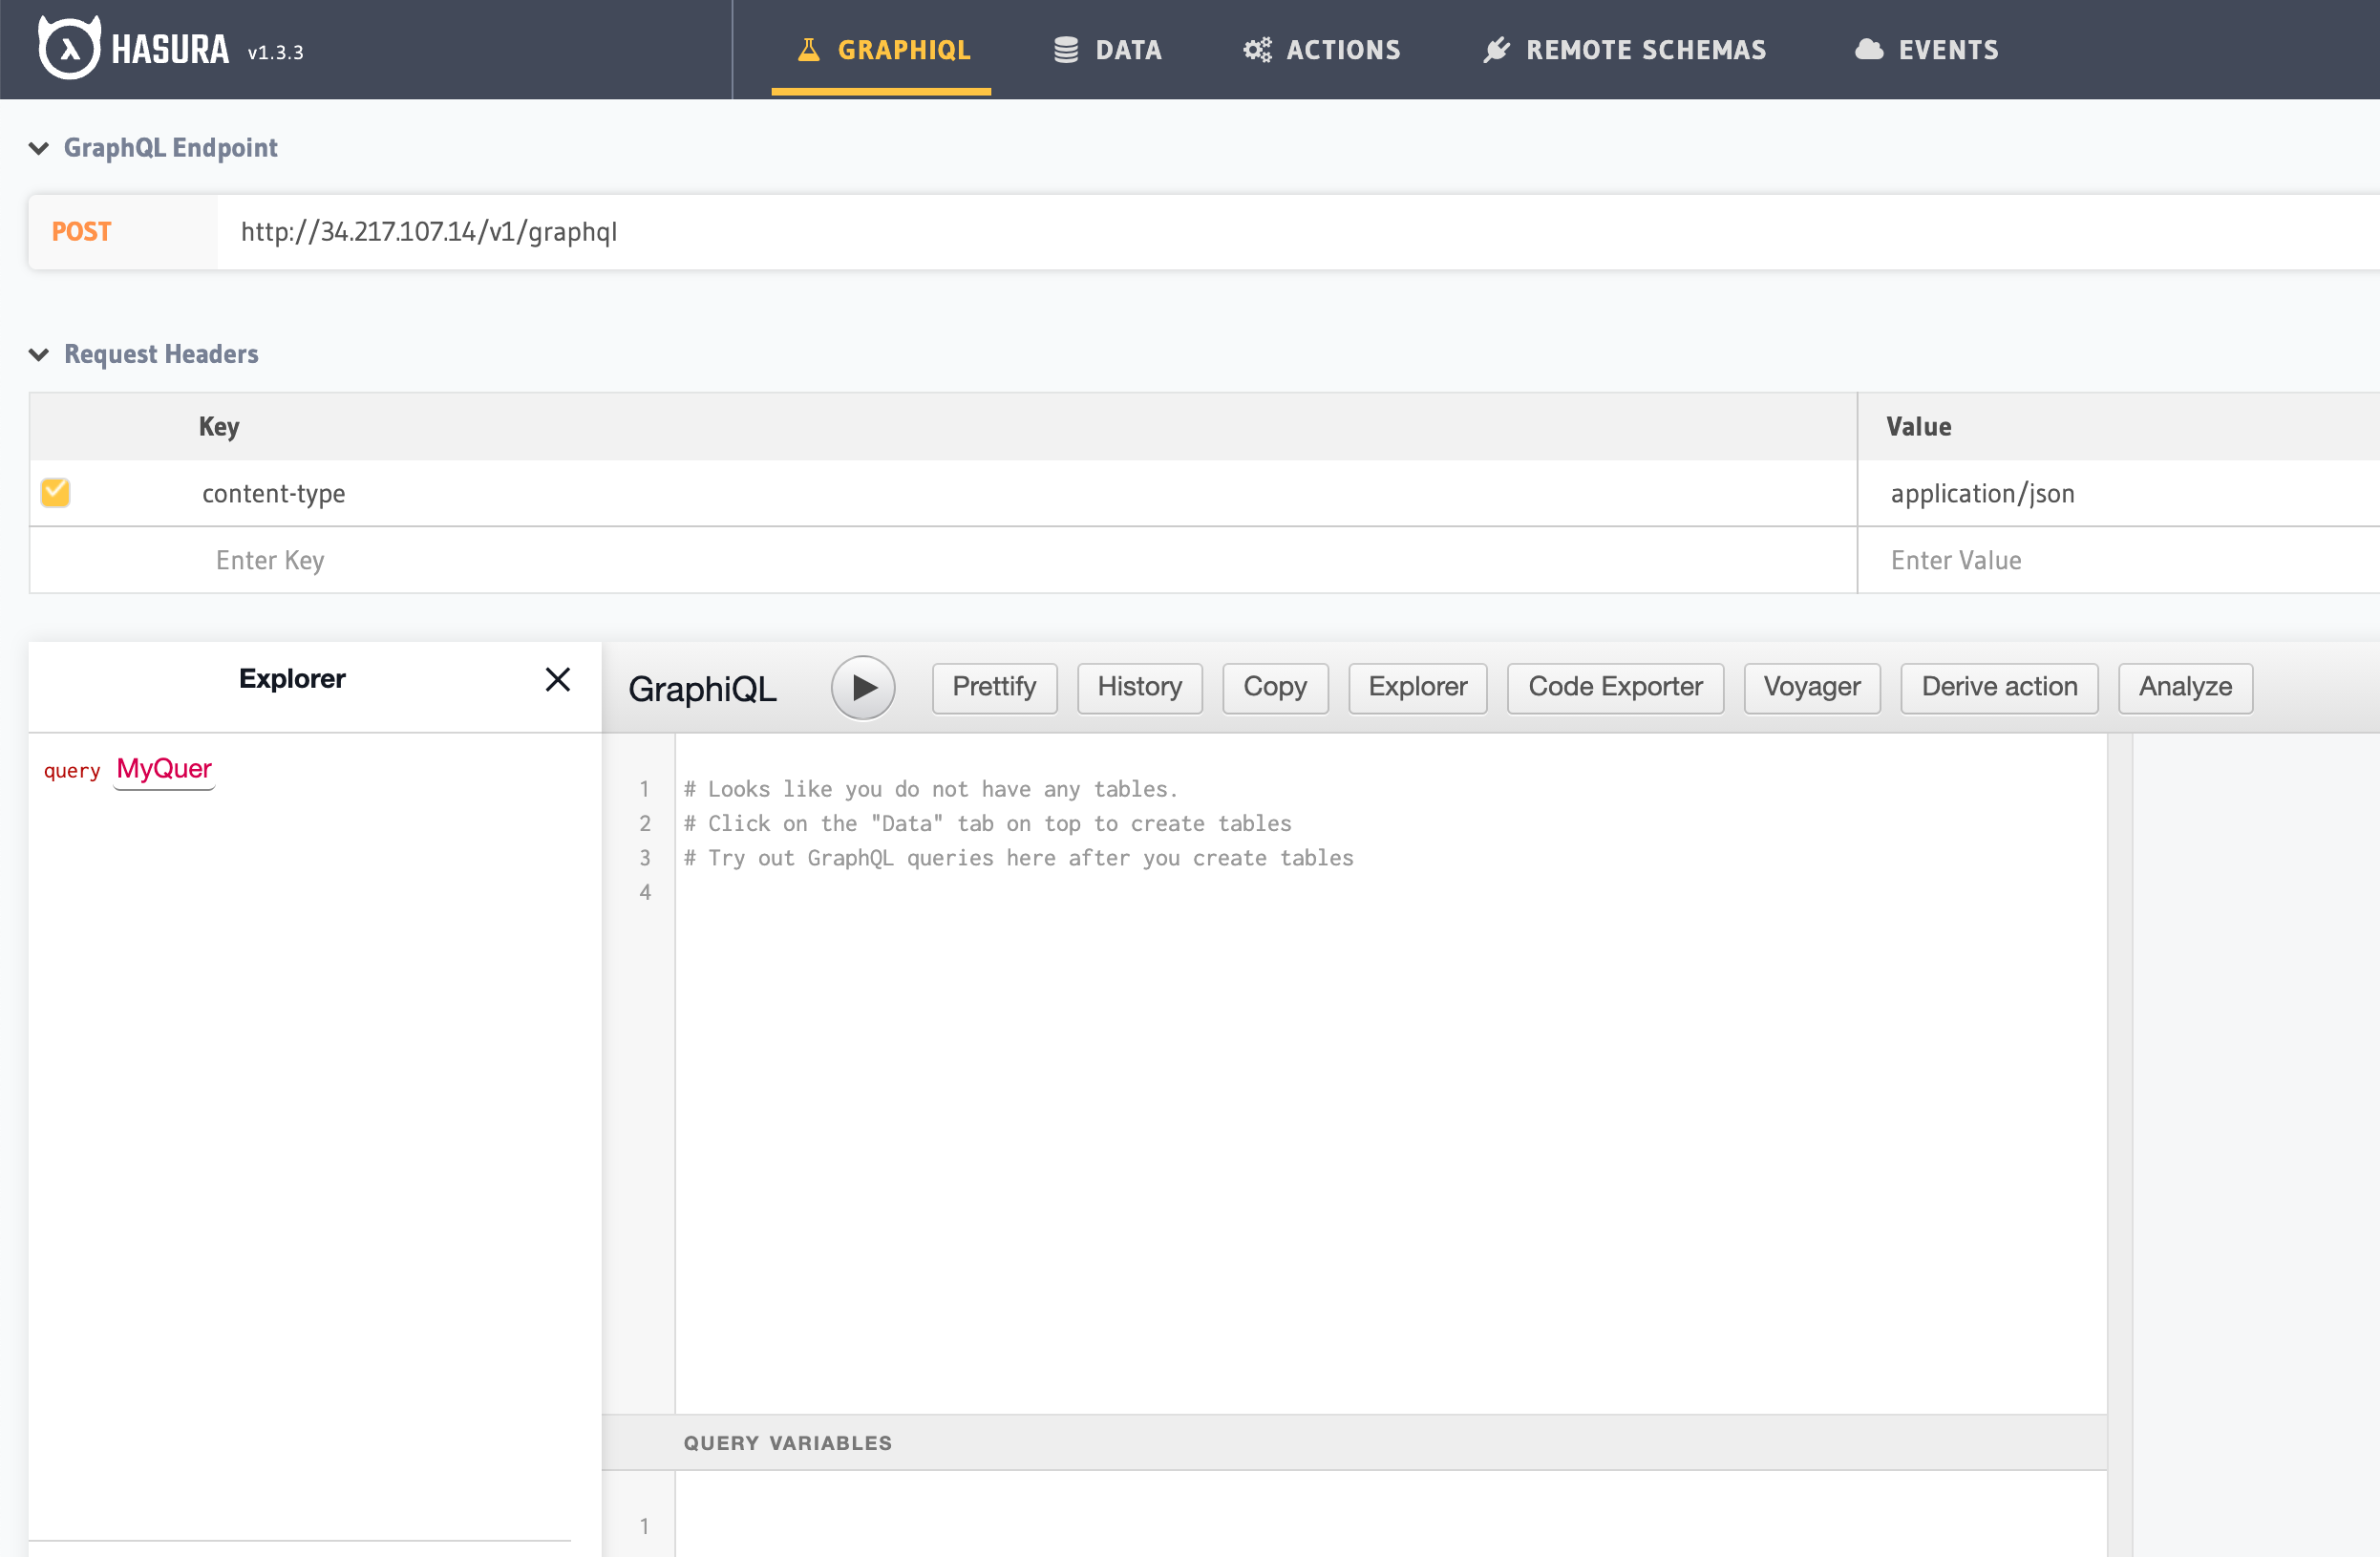 HASURA v1.3.3 GRAPHIQL DATA ACTIONS REMOTE SCHEMAS EVENTS
GraphQL Endpoint
POST http://34.217.107.14/v1/graphql
Request Headers
Key Value
content-type application/json
Enter Key Enter Value
Explorer GraphiQL Prettify History Copy Explorer Code Exporter Voyager Derive action Analyze
query MyQuer
1 # Looks like you do not have any tables.
2 # Click on the "Data" tab on top to create tables
3 # Try out GraphQL queries here after you create tables
4
QUERY VARIABLES
1